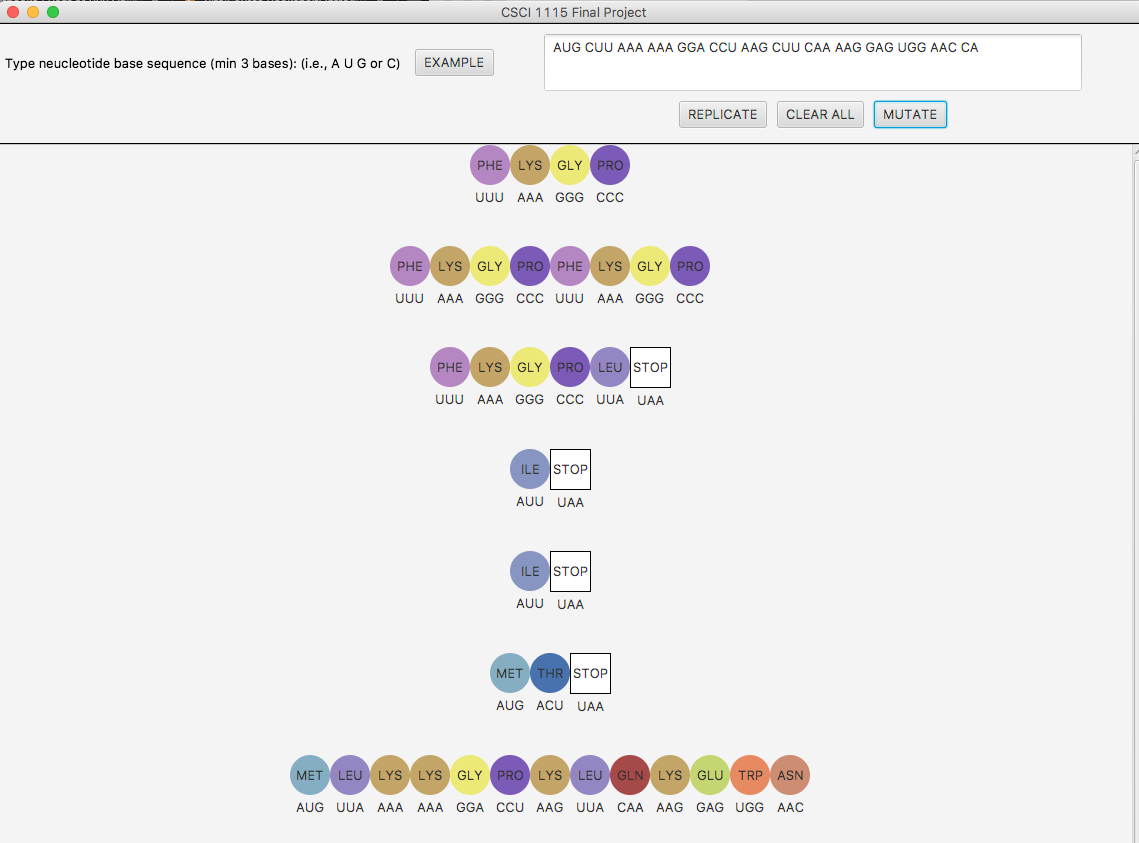 CSCI 1115 Final Project
Type neucleotide base sequence (min 3 bases): (i.e., A U G or C)
EXAMPLE
AUG CUU AAA AAA GGA CCU AAG CUU CAA AAG GAG UGG AAC CA
REPLICATE CLEAR ALL MUTATE
PHE LYS GLY PRO
UUU AAA GGG CCC
PHE LYS GLY PRO PHE LYS GLY PRO
UUU AAA GGG CCC UUU AAA GGG CCC
PHE LYS GLY PRO LEU STOP
UUU AAA GGG CCC UUA UAA
ILE STOP
AUU UAA
ILE STOP
AUU UAA
MET THR STOP
AUG ACU UAA
MET LEU LYS LYS GLY PRO LYS LEU GLN LYS GLU TRP ASN
AUG UUA AAA AAA GGA CCU AAG UUA CAA AAG GAG UGG AAC